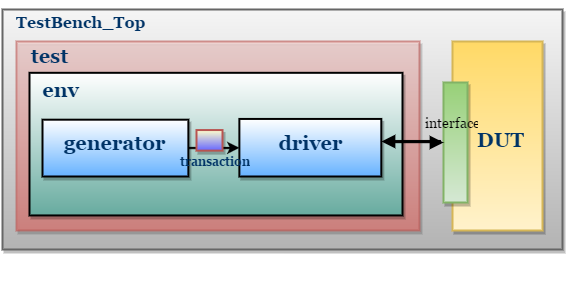 TestBench_Top
test
env
generator
transaction
driver
interface
DUT